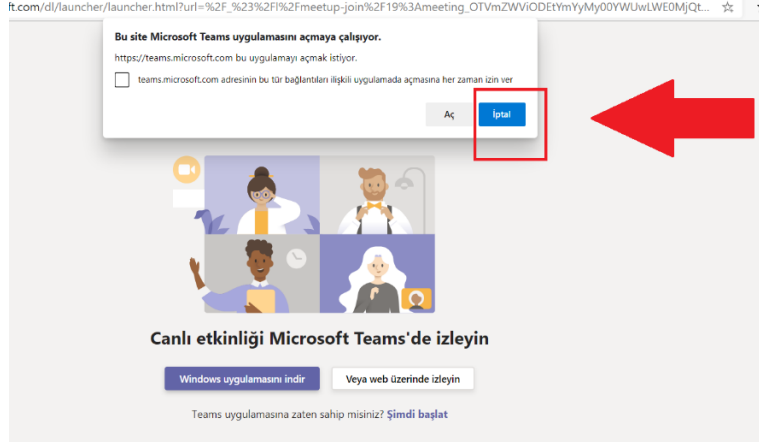 ft.com/dl/launcher/launcher.html?url=%2F_%23%2Fl%2Fmeetup-join%2F19%3Ameeting_OTVmZWViODEtYmYyMy00YWUwLWE0MjQt...
Bu site Microsoft Teams uygulamasını açmaya çalışıyor.
https://teams.microsoft.com bu uygulamayı açmak istiyor.
teams.microsoft.com adresinin bu tür bağlantıları ilişkili uygulamada açmasına her zaman izin ver
Aç İptal
Canlı etkinliği Microsoft Teams'de izleyin
Windows uygulamasını indir Veya web üzerinde izleyin
Teams uygulamasına zaten sahip misiniz? Şimdi başlat